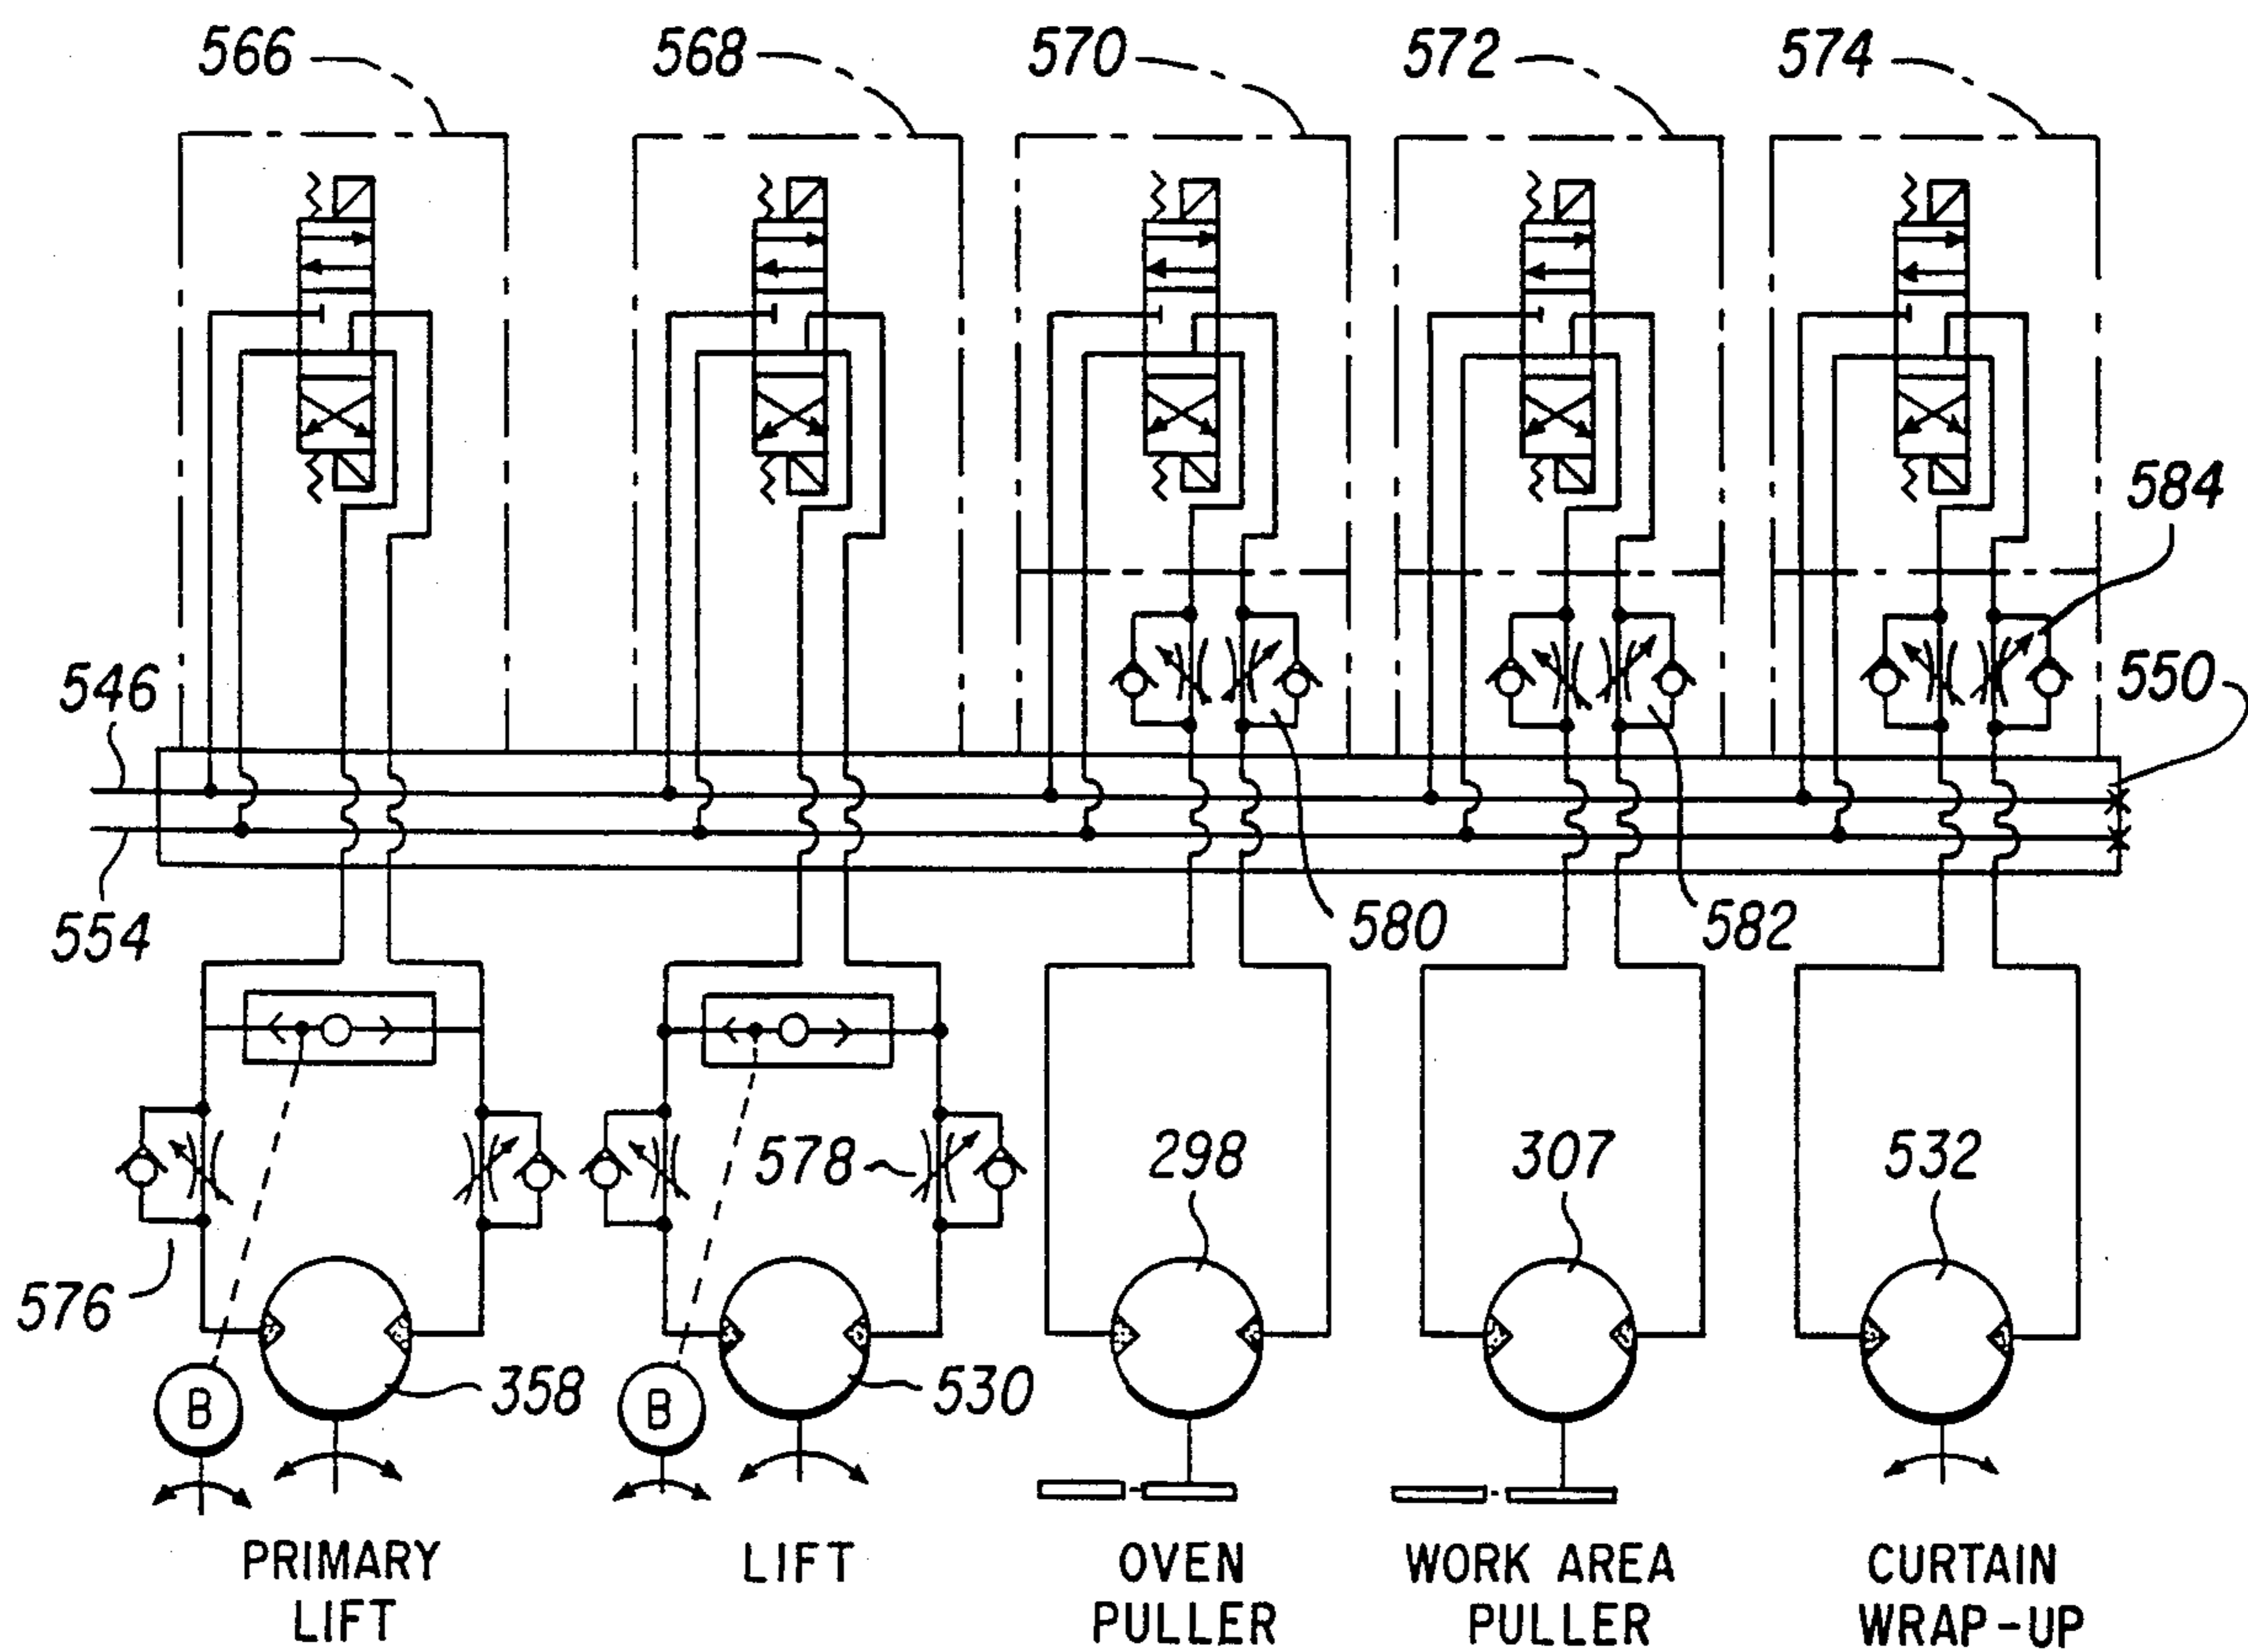 566
568
570
572
574
584
546
550
554
580
582
578
298
307
532
576
358
530
B
B
PRIMARY
LIFT
LIFT
OVEN
PULLER
WORK AREA
PULLER
CURTAIN
WRAP-UP